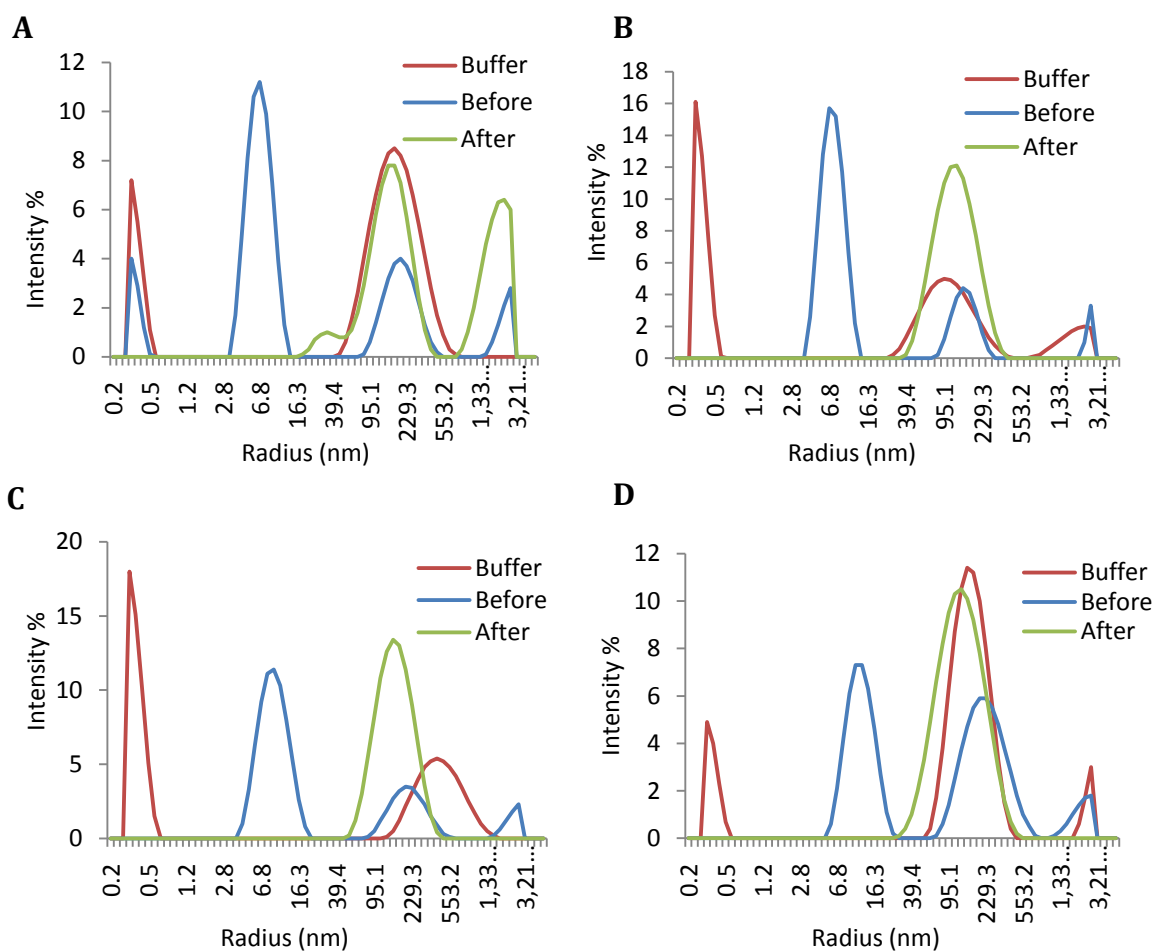 A
Intensity %
12
10
8
6
4
2
0
Buffer
Before
After
0.2 0.5 1.2 2.8 6.8 16.3 39.4 95.1 229.3 553.2 1,33... 3,21...
Radius (nm)
B
Intensity %
18
16
14
12
10
8
6
4
2
0
Buffer
Before
After
0.2 0.5 1.2 2.8 6.8 16.3 39.4 95.1 229.3 553.2 1,33... 3,21...
Radius (nm)
C
Intensity %
20
15
10
5
0
Buffer
Before
After
0.2 0.5 1.2 2.8 6.8 16.3 39.4 95.1 229.3 553.2 1,33... 3,21...
Radius (nm)
D
Intensity %
12
10
8
6
4
2
0
Buffer
Before
After
0.2 0.5 1.2 2.8 6.8 16.3 39.4 95.1 229.3 553.2 1,33... 3,21...
Radius (nm)